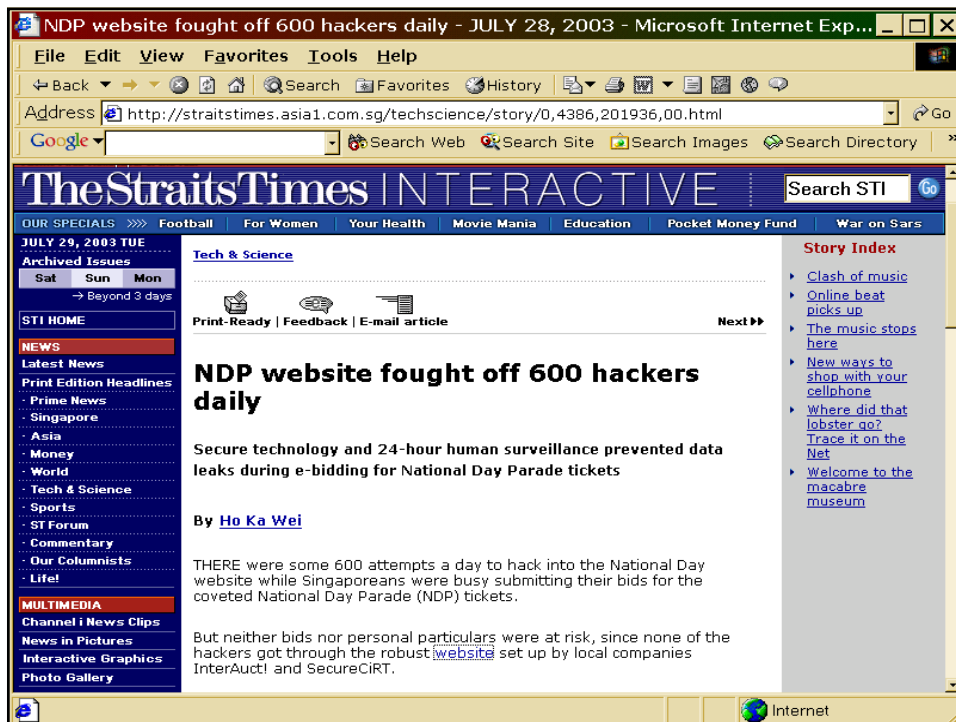 NDP website fought off 600 hackers daily - JULY 28, 2003 - Microsoft Internet Exp...
File Edit View Favorites Tools Help
Back Search Favorites History
Address http://straitstimes.asia1.com.sg/techscience/story/0,4386,201936,00.html Go
Google Search Web Search Site Search Images Search Directory »
The Straits Times INTERACTIVE Search STI Go
OUR SPECIALS »»» Football For Women Your Health Movie Mania Education Pocket Money Fund War on Sars
JULY 29, 2003 TUE
Archived Issues
Sat Sun Mon
→ Beyond 3 days
STI HOME
NEWS
Latest News
Print Edition Headlines
· Prime News
· Singapore
· Asia
· Money
· World
· Tech & Science
· Sports
· ST Forum
· Commentary
· Our Columnists
· Life!
MULTIMEDIA
Channel i News Clips
News in Pictures
Interactive Graphics
Photo Gallery
Tech & Science
Print-Ready | Feedback | E-mail article Next
NDP website fought off 600 hackers
daily
Secure technology and 24-hour human surveillance prevented data
leaks during e-bidding for National Day Parade tickets
By Ho Ka Wei
THERE were some 600 attempts a day to hack into the National Day
website while Singaporeans were busy submitting their bids for the
coveted National Day Parade (NDP) tickets.
But neither bids nor personal particulars were at risk, since none of the
hackers got through the robust website set up by local companies
InterAuct! and SecureCiRT.
Story Index
Clash of music
Online beat
picks up
The music stops
here
New ways to
shop with your
cellphone
Where did that
lobster go?
Trace it on the
Net
Welcome to the
macabre
museum
Internet